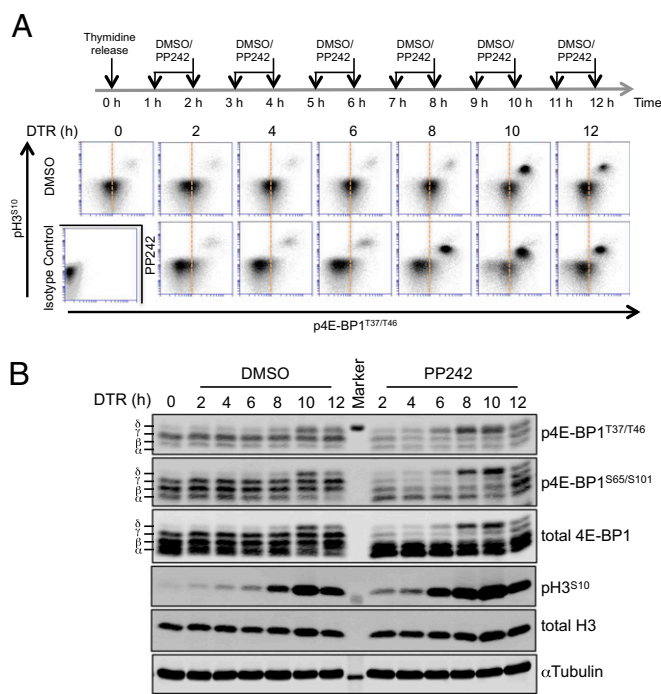 A
Thymidine release
DMSO/ PP242 DMSO/ PP242 DMSO/ PP242 DMSO/ PP242 DMSO/ PP242 DMSO/ PP242
0 h 1 h 2 h 3 h 4 h 5 h 6 h 7 h 8 h 9 h 10 h 11 h 12 h Time
DTR (h) 0 2 4 6 8 10 12
pH3S10
DMSO
Isotype Control
PP242
p4E-BP1T37/T46
B
DMSO Marker PP242
DTR (h) 0 2 4 6 8 10 12 2 4 6 8 10 12
δ
γ
β
α
p4E-BP1T37/T46
δ
γ
β
α
p4E-BP1S65/S101
δ
γ
β
α
total 4E-BP1
pH3S10
total H3
αTubulin